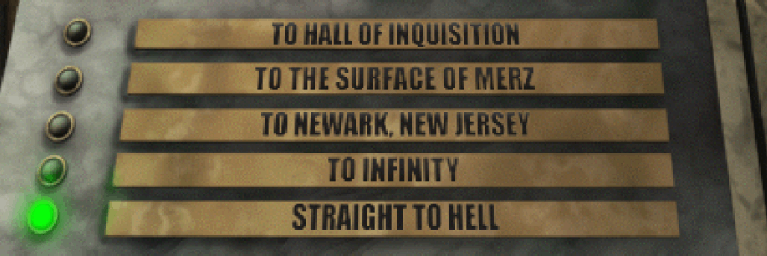 TO HALL OF INQUISITION
TO THE SURFACE OF MERZ
TO NEWARK, NEW JERSEY
TO INFINITY
STRAIGHT TO HELL